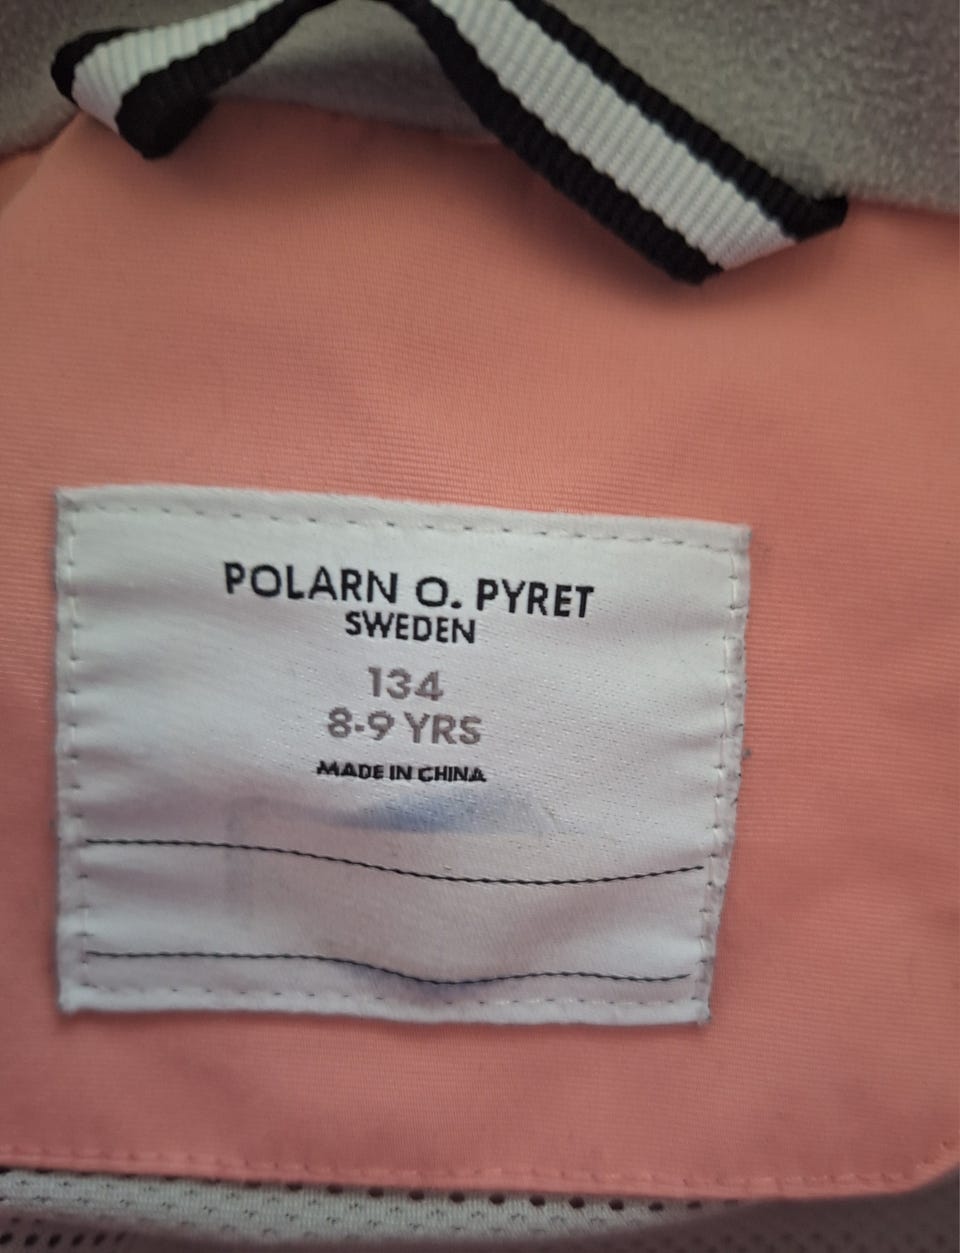 POLARN O. PYRET
SWEDEN
134
8-9 YRS
MADE IN CHINA